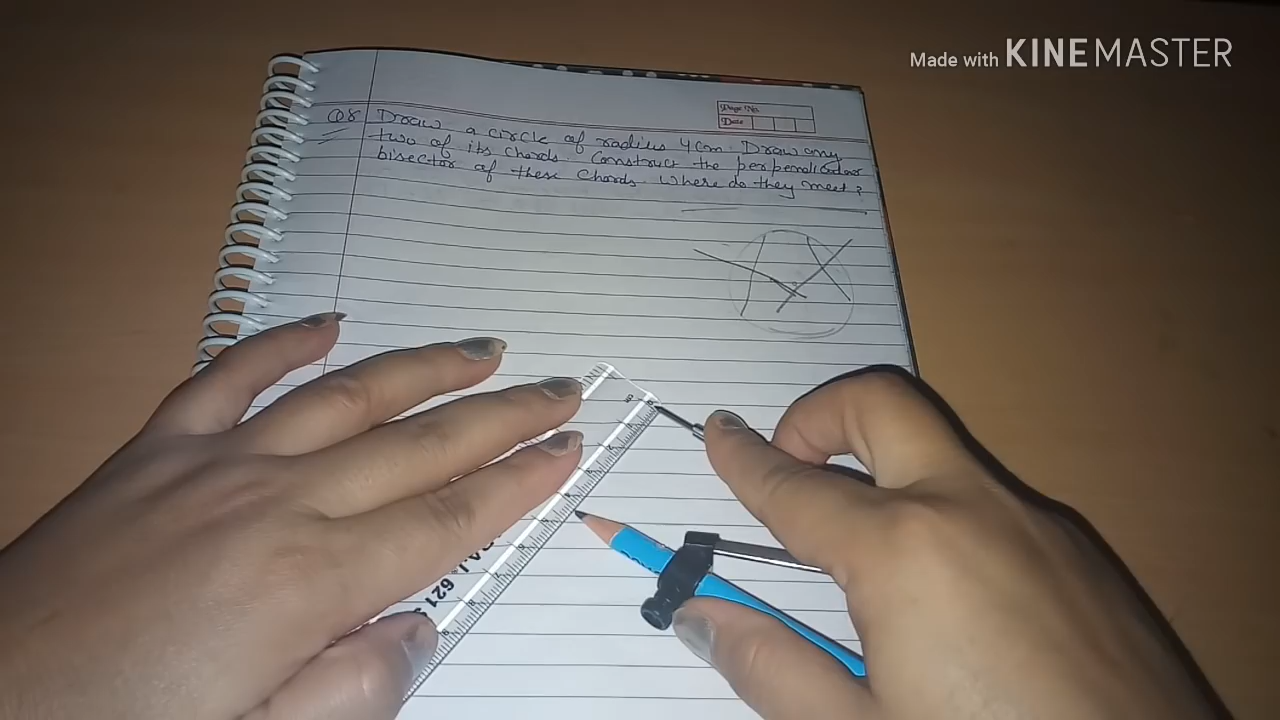 Made with KINEMASTER
Page No.
Date
Q8 Draw a circle of radius 4cm. Draw any
two of its chords. Construct the perpendicular
bisector of these chords. Where do they meet?
621